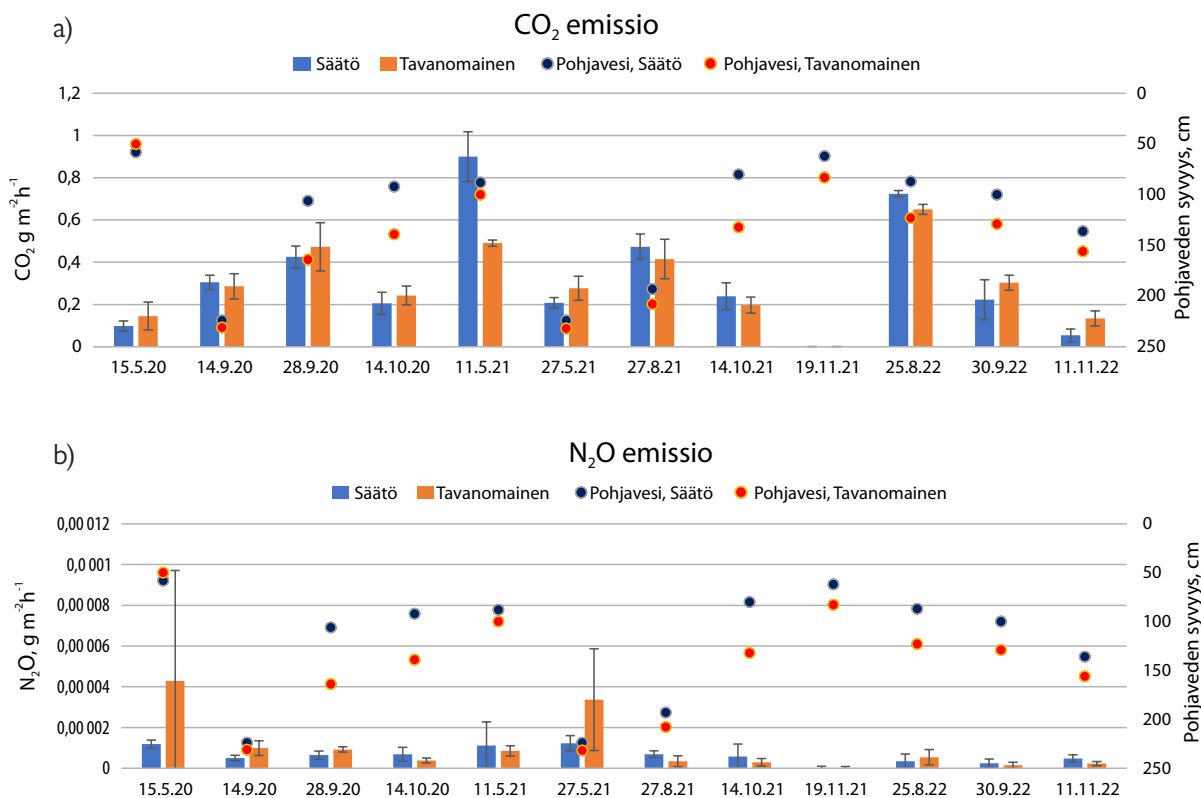 a)
CO₂ emissio
Säätö Tavanomainen Pohjavesi, Säätö Pohjavesi, Tavanomainen
CO₂ g m⁻²h⁻¹
1,2
1
0,8
0,6
0,4
0,2
0
0
50
100
150
200
250
Pohjaveden syvyys, cm
15.5.20 14.9.20 28.9.20 14.10.20 11.5.21 27.5.21 27.8.21 14.10.21 19.11.21 25.8.22 30.9.22 11.11.22
b)
N₂O emissio
Säätö Tavanomainen Pohjavesi, Säätö Pohjavesi, Tavanomainen
N₂O, g m⁻²h⁻¹
0,00 012
0,0 001
0,00 008
0,00 006
0,00 004
0,00 002
0
0
50
100
150
200
250
Pohjaveden syvyys, cm
15.5.20 14.9.20 28.9.20 14.10.20 11.5.21 27.5.21 27.8.21 14.10.21 19.11.21 25.8.22 30.9.22 11.11.22